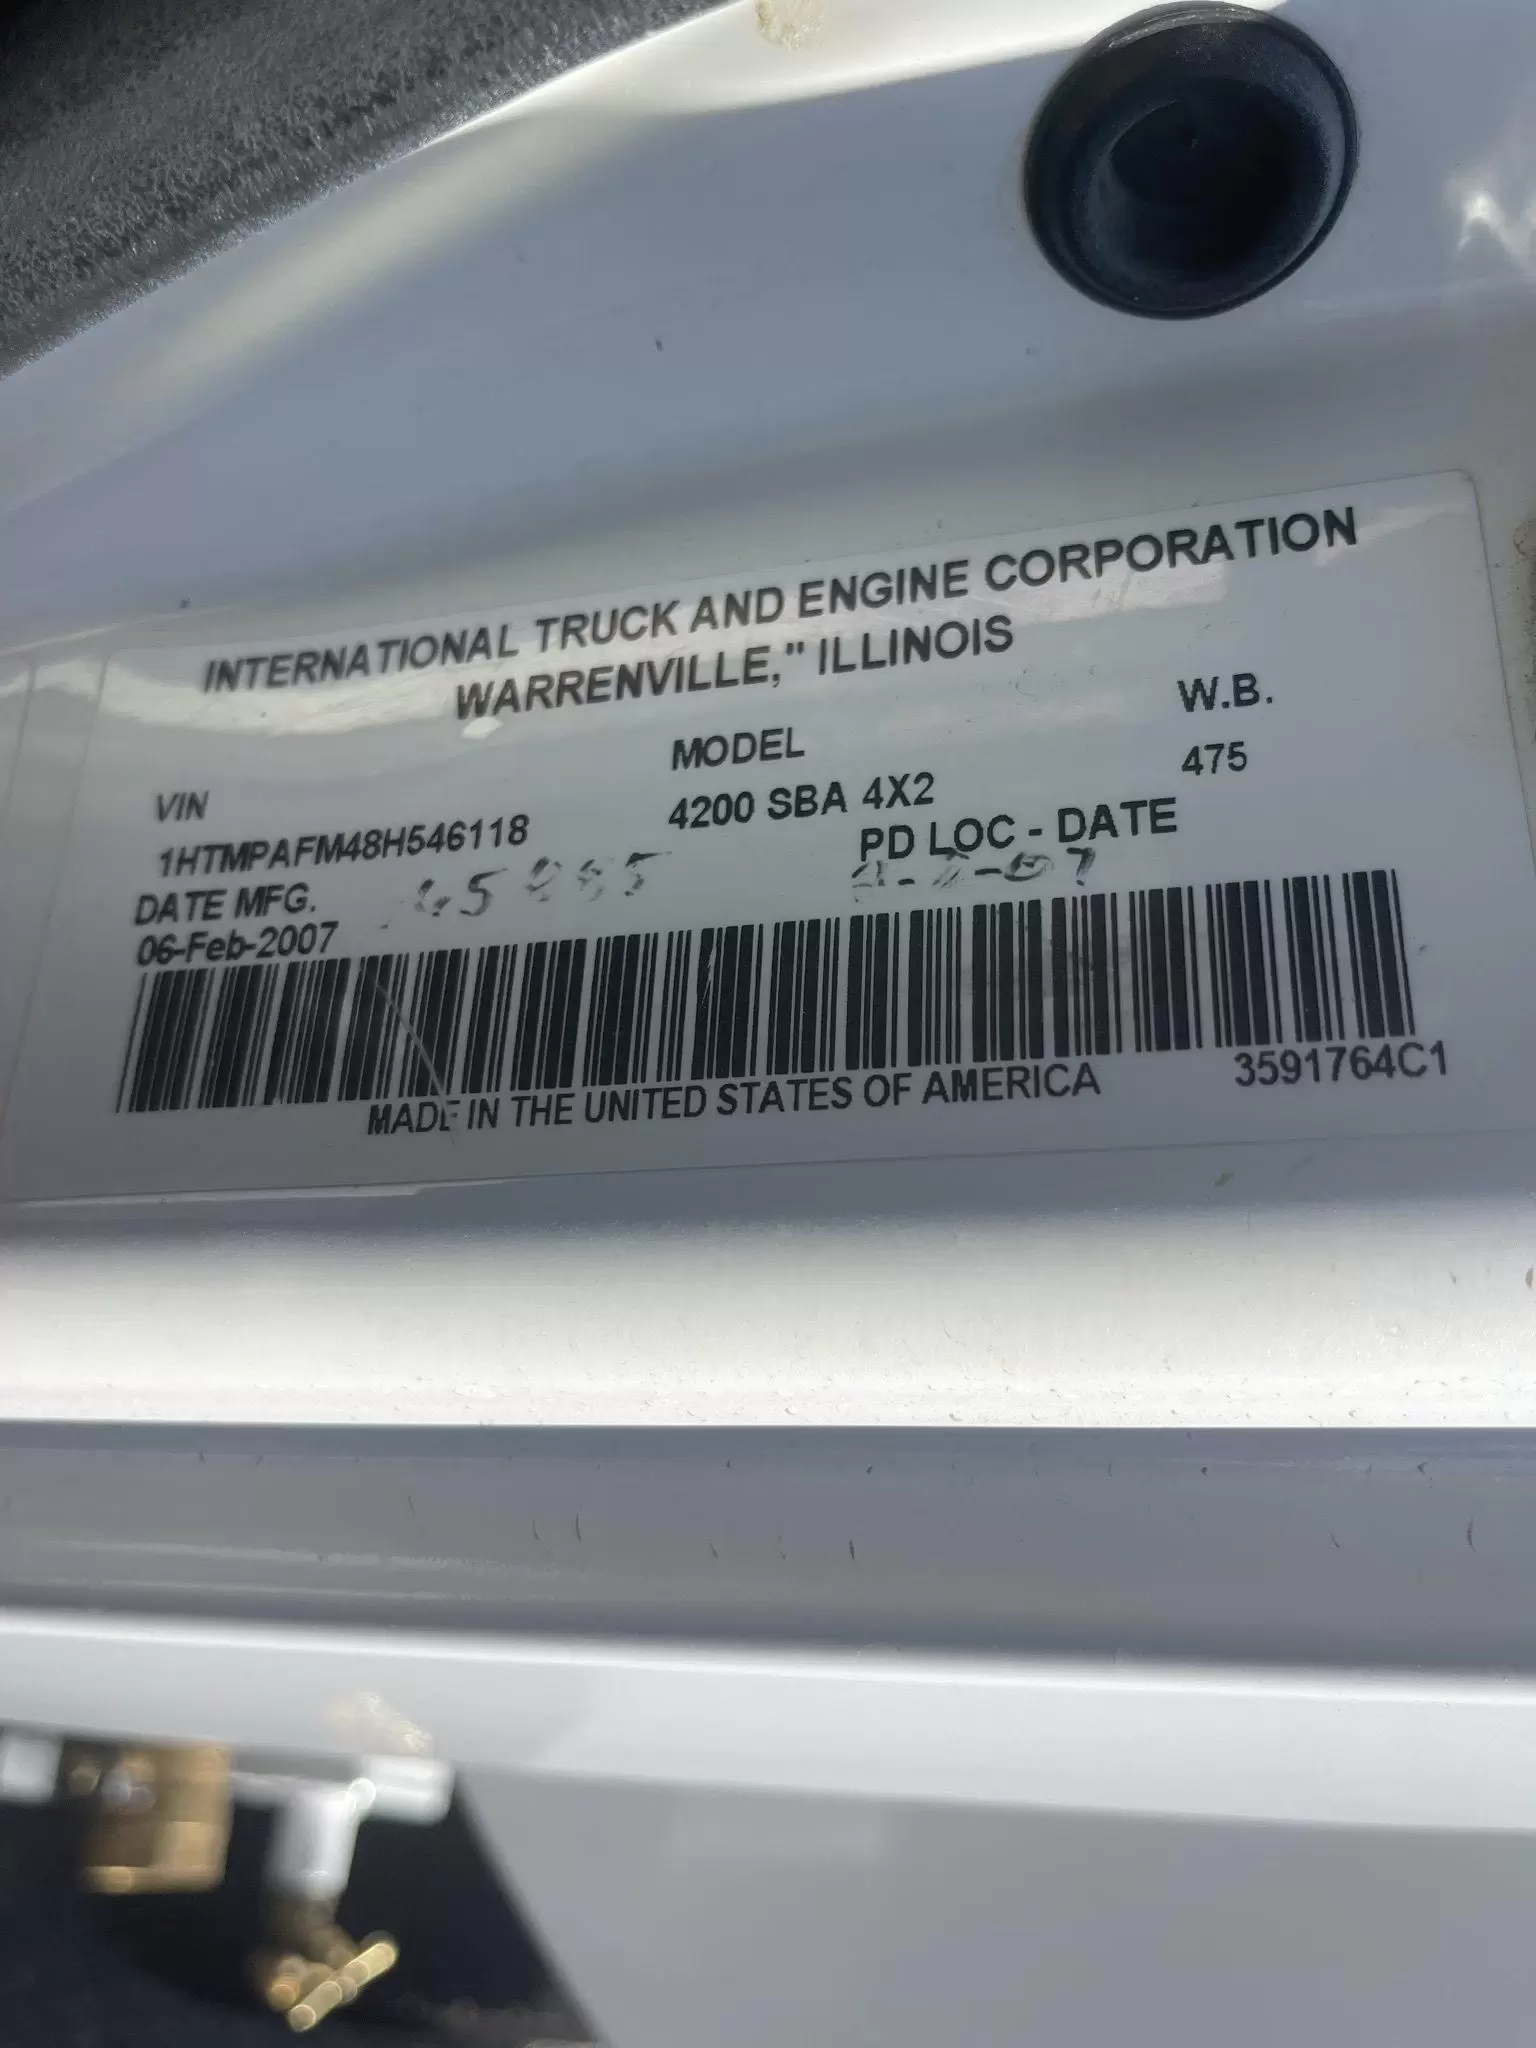 INTERNATIONAL TRUCK AND ENGINE CORPORATION
WARRENVILLE," ILLINOIS
VIN MODEL W.B.
1HTMPAFM48H546118 4200 SBA 4X2 475
DATE MFG. PD LOC - DATE
06-Feb-2007
MADE IN THE UNITED STATES OF AMERICA 3591764C1